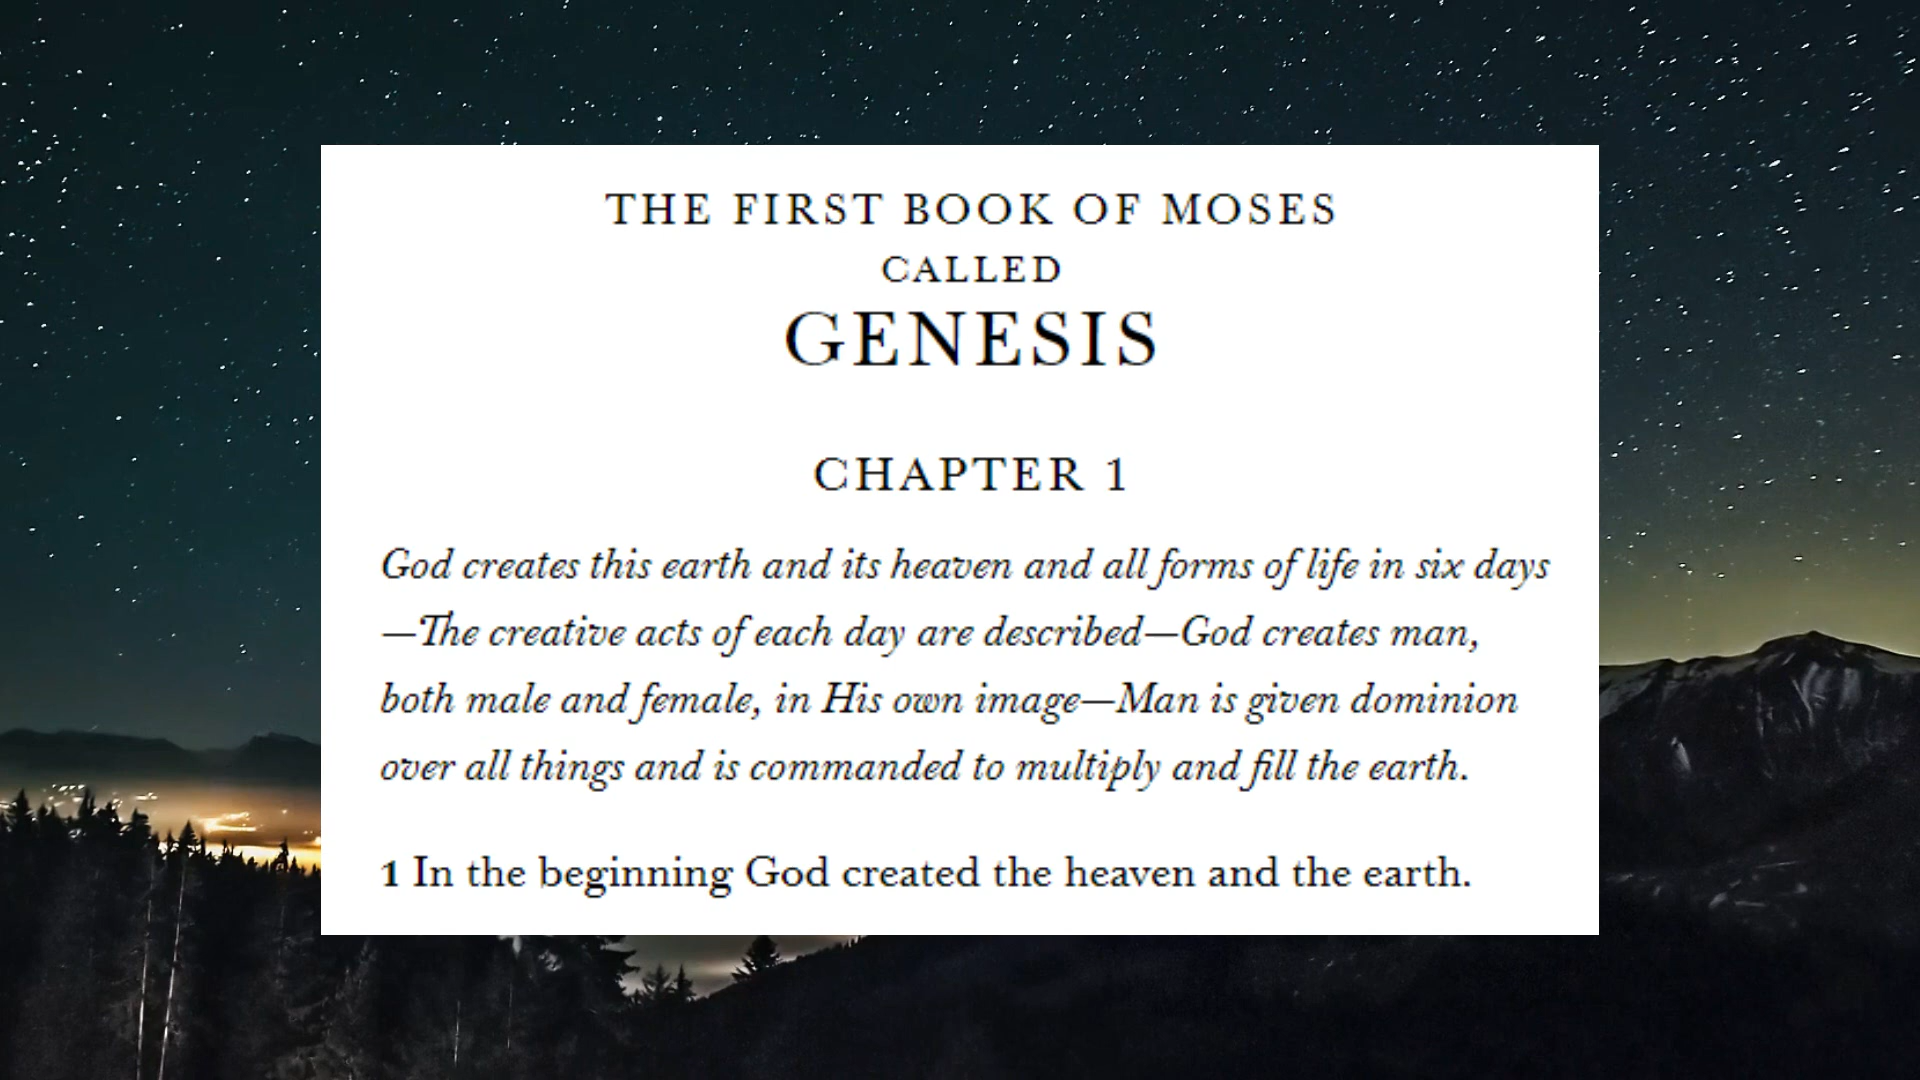 THE FIRST BOOK OF MOSES
CALLED
GENESIS
CHAPTER 1
God creates this earth and its heaven and all forms of life in six days
—The creative acts of each day are described—God creates man,
both male and female, in His own image—Man is given dominion
over all things and is commanded to multiply and fill the earth.
1 In the beginning God created the heaven and the earth.